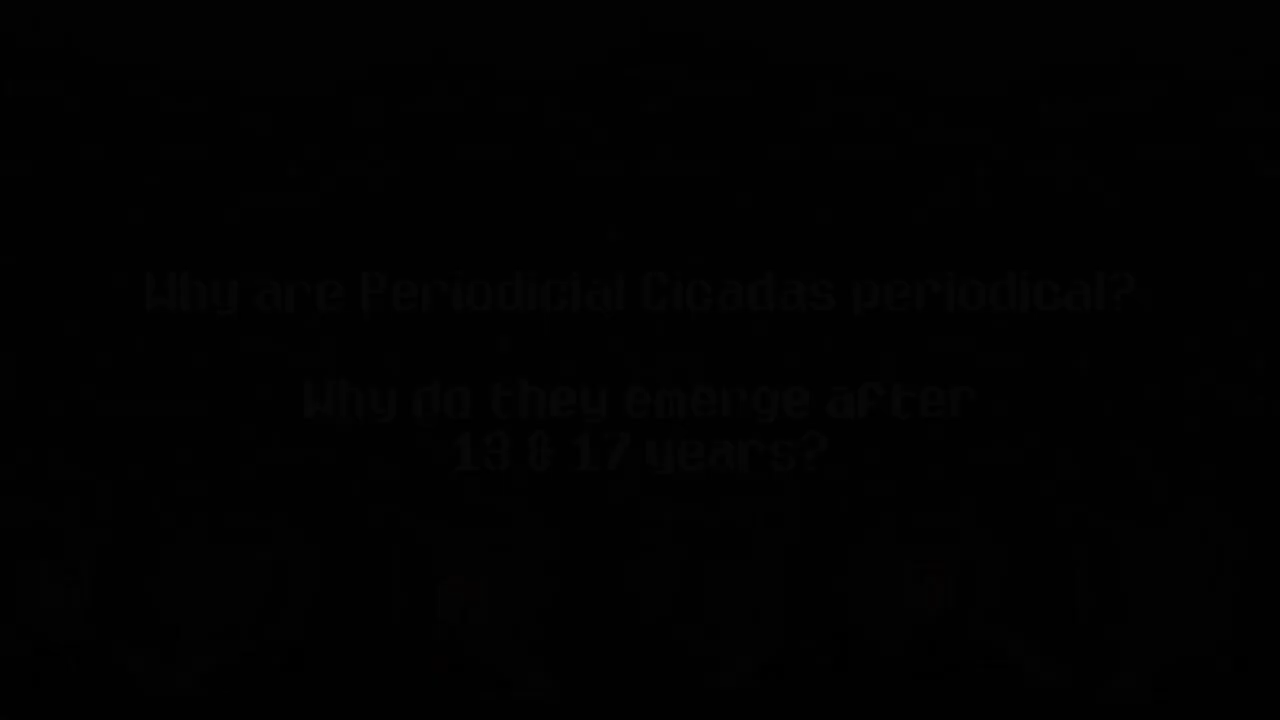 Why are Periodicial Cicadas periodical?
Why do they emerge after
13 & 17 years?